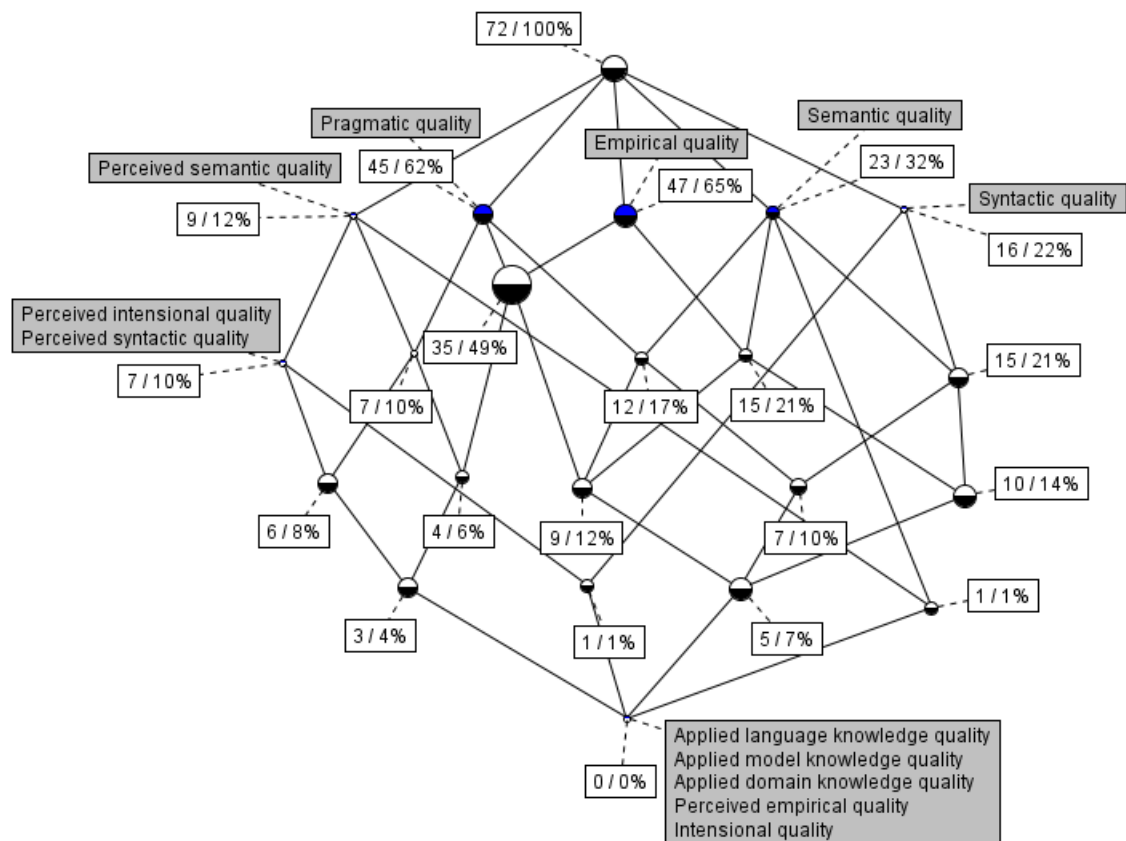 72 / 100%
Pragmatic quality
Semantic quality
Empirical quality
Perceived semantic quality
45 / 62%
23 / 32%
47 / 65%
Syntactic quality
9 / 12%
16 / 22%
Perceived intensional quality
Perceived syntactic quality
35 / 49%
15 / 21%
7 / 10%
7 / 10%
12 / 17%
15 / 21%
10 / 14%
6 / 8%
4 / 6%
9 / 12%
7 / 10%
1 / 1%
3 / 4%
1 / 1%
5 / 7%
Applied language knowledge quality
Applied model knowledge quality
0 / 0%
Applied domain knowledge quality
Perceived empirical quality
Intensional quality